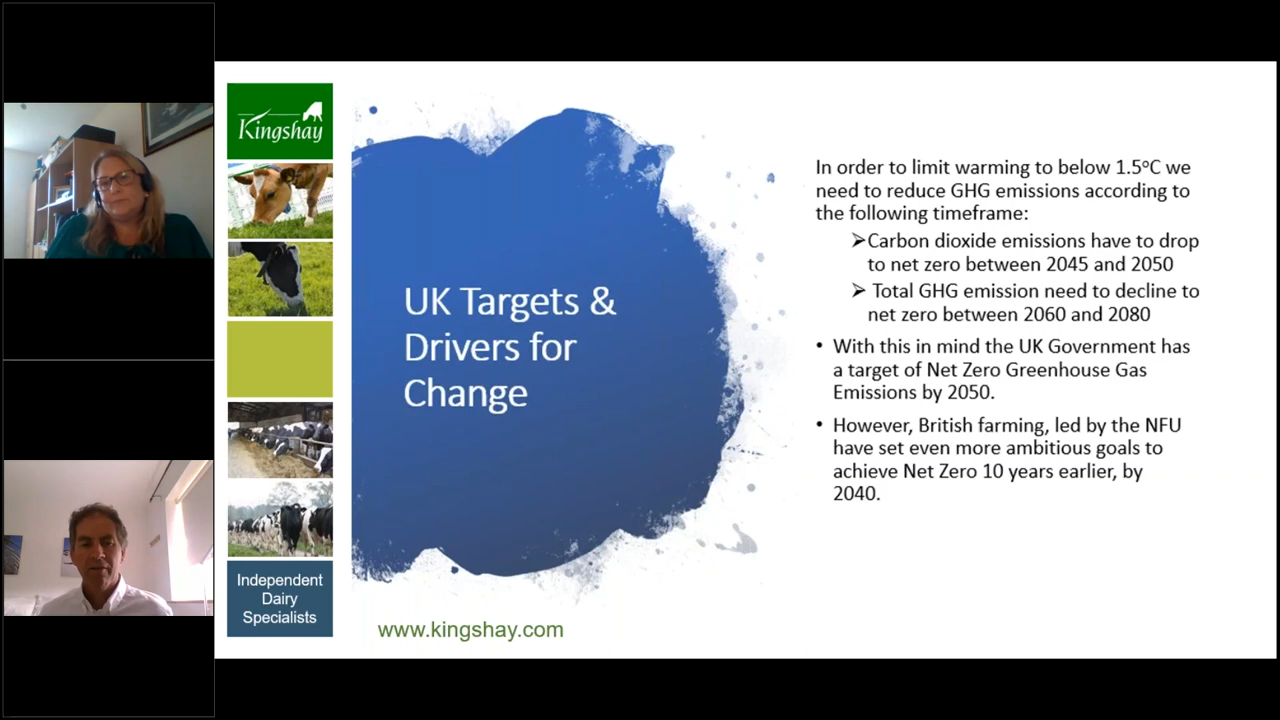 Kingshay
Independent
Dairy
Specialists
UK Targets &
Drivers for
Change
www.kingshay.com
In order to limit warming to below 1.5°C we
need to reduce GHG emissions according to
the following timeframe:
➢Carbon dioxide emissions have to drop
to net zero between 2045 and 2050
➢ Total GHG emission need to decline to
net zero between 2060 and 2080
• With this in mind the UK Government has
a target of Net Zero Greenhouse Gas
Emissions by 2050.
• However, British farming, led by the NFU
have set even more ambitious goals to
achieve Net Zero 10 years earlier, by
2040.